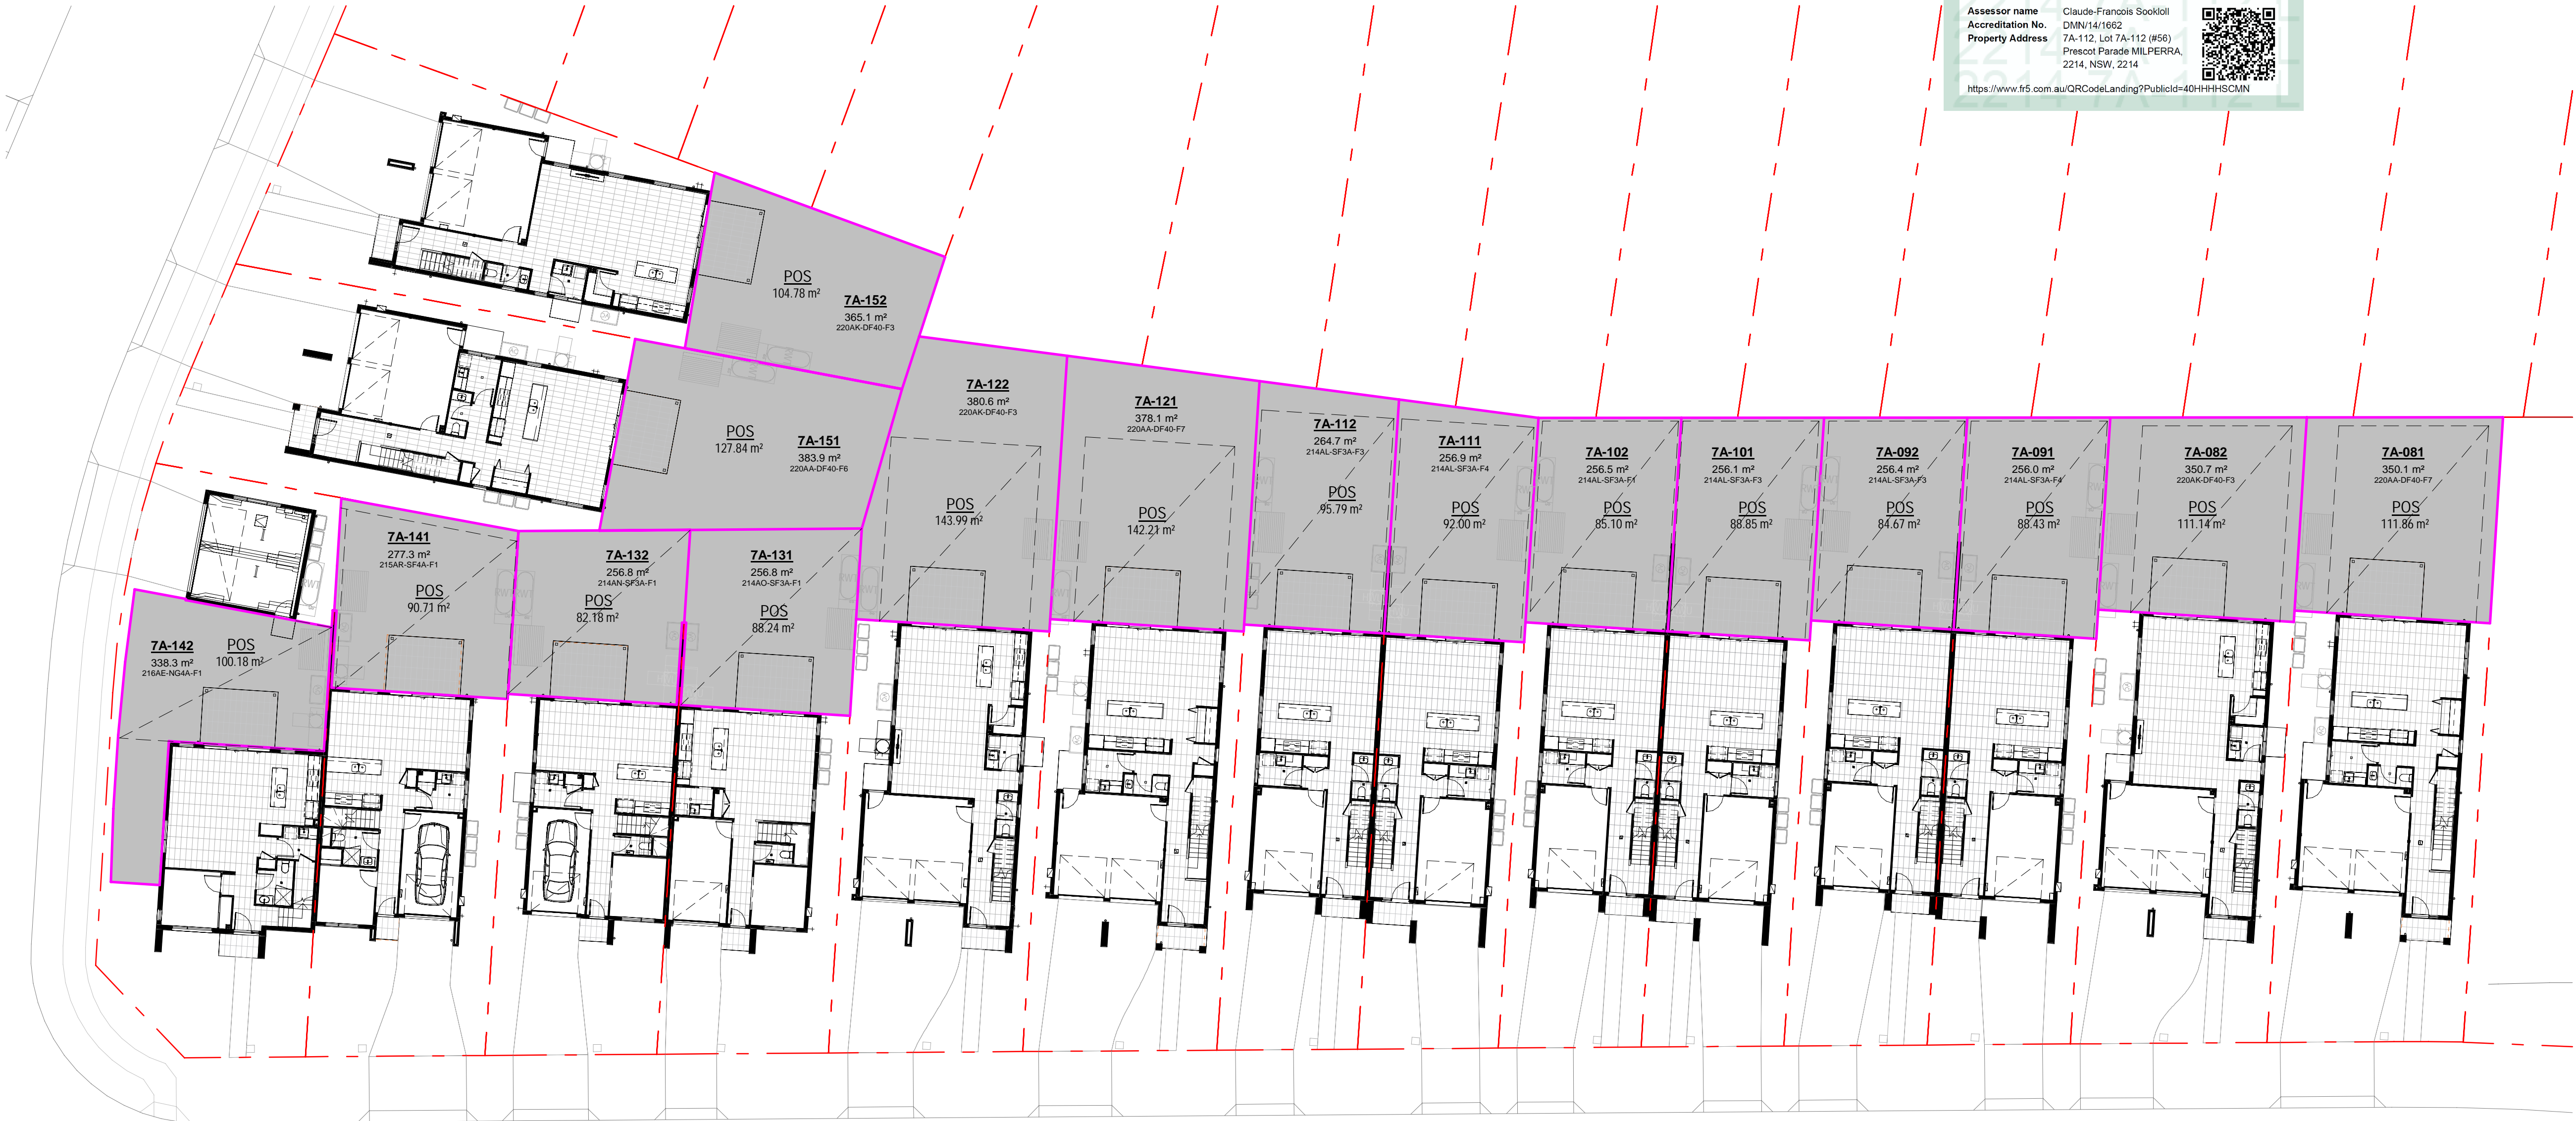 Assessor name Claude-Francois Sookloll
Accreditation No. DMN/14/1662
Property Address 7A-112, Lot 7A-112 (#56)
Prescot Parade MILPERRA,
2214, NSW, 2214
https://www.fr5.com.au/QRCodeLanding?PublicId=40HHHHSCMN
POS
104.78 m²
7A-152
365.1 m²
220AK-DF40-F3
POS
127.84 m²
7A-151
383.9 m²
220AA-DF40-F6
7A-122
380.6 m²
220AK-DF40-F3
POS
143.99 m²
7A-121
378.1 m²
220AA-DF40-F7
POS
142.21 m²
7A-112
264.7 m²
214AL-SF3A-F3
POS
95.79 m²
7A-111
256.9 m²
214AL-SF3A-F4
POS
92.00 m²
7A-102
256.5 m²
214AL-SF3A-F1
POS
85.10 m²
7A-101
256.1 m²
214AL-SF3A-F3
POS
88.85 m²
7A-092
256.4 m²
214AL-SF3A-F3
POS
84.67 m²
7A-091
256.0 m²
214AL-SF3A-F4
POS
88.43 m²
7A-082
350.7 m²
220AK-DF40-F3
POS
111.14 m²
7A-081
350.1 m²
220AA-DF40-F7
POS
111.86 m²
7A-141
277.3 m²
215AR-SF4A-F1
POS
90.71 m²
7A-132
256.8 m²
214AN-SF3A-F1
POS
82.18 m²
7A-131
256.8 m²
214AO-SF3A-F1
POS
88.24 m²
7A-142
338.3 m²
216AE-NG4A-F1
POS
100.18 m²